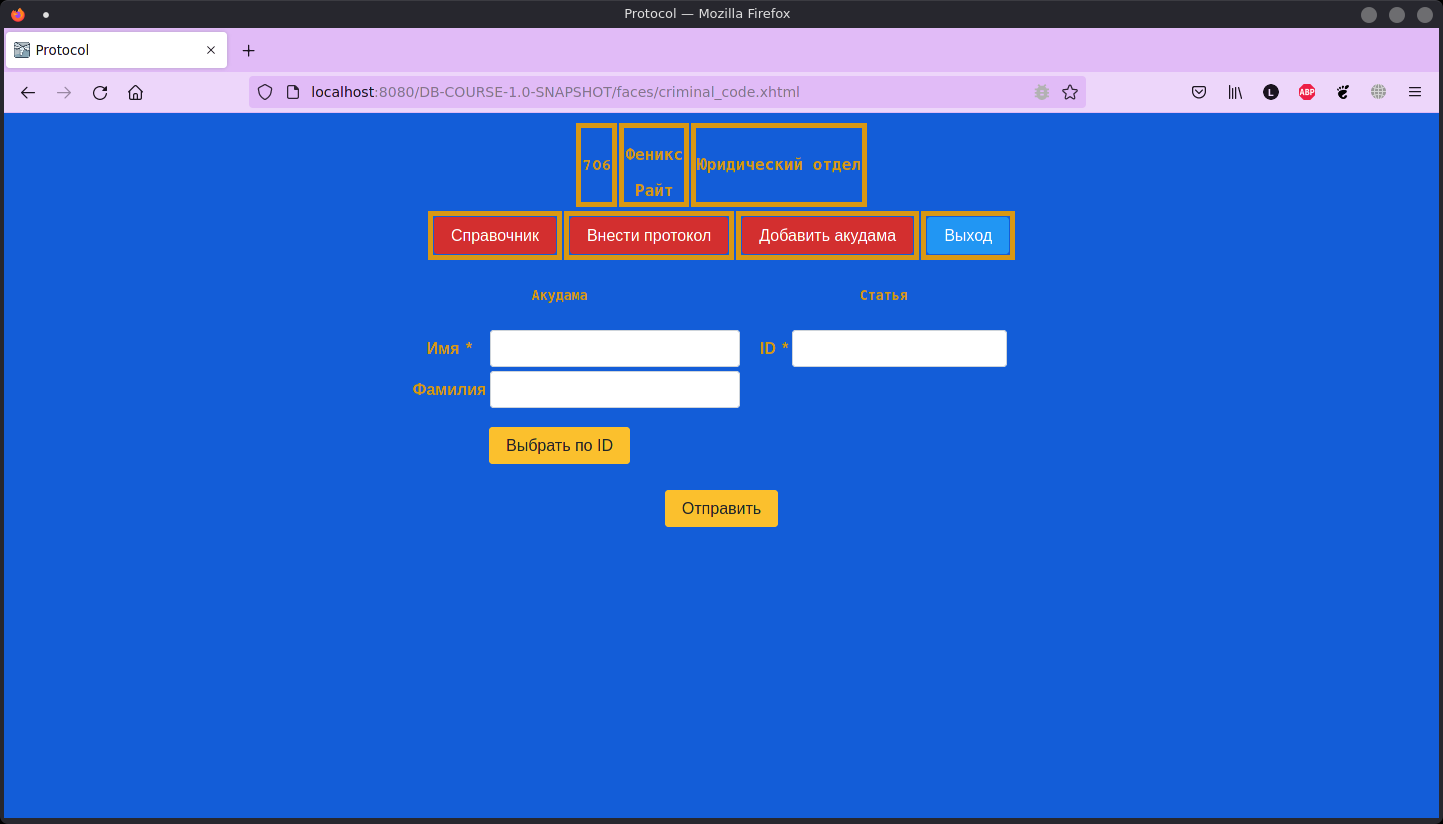 Protocol — Mozilla Firefox
Protocol
localhost:8080/DB-COURSE-1.0-SNAPSHOT/faces/criminal_code.xhtml
L
ABP
706
Феникс
Райт
Юридический отдел
Справочник
Внести протокол
Добавить акудама
Выход
Акудама
Статья
Имя *
ID *
Фамилия
Выбрать по ID
Отправить